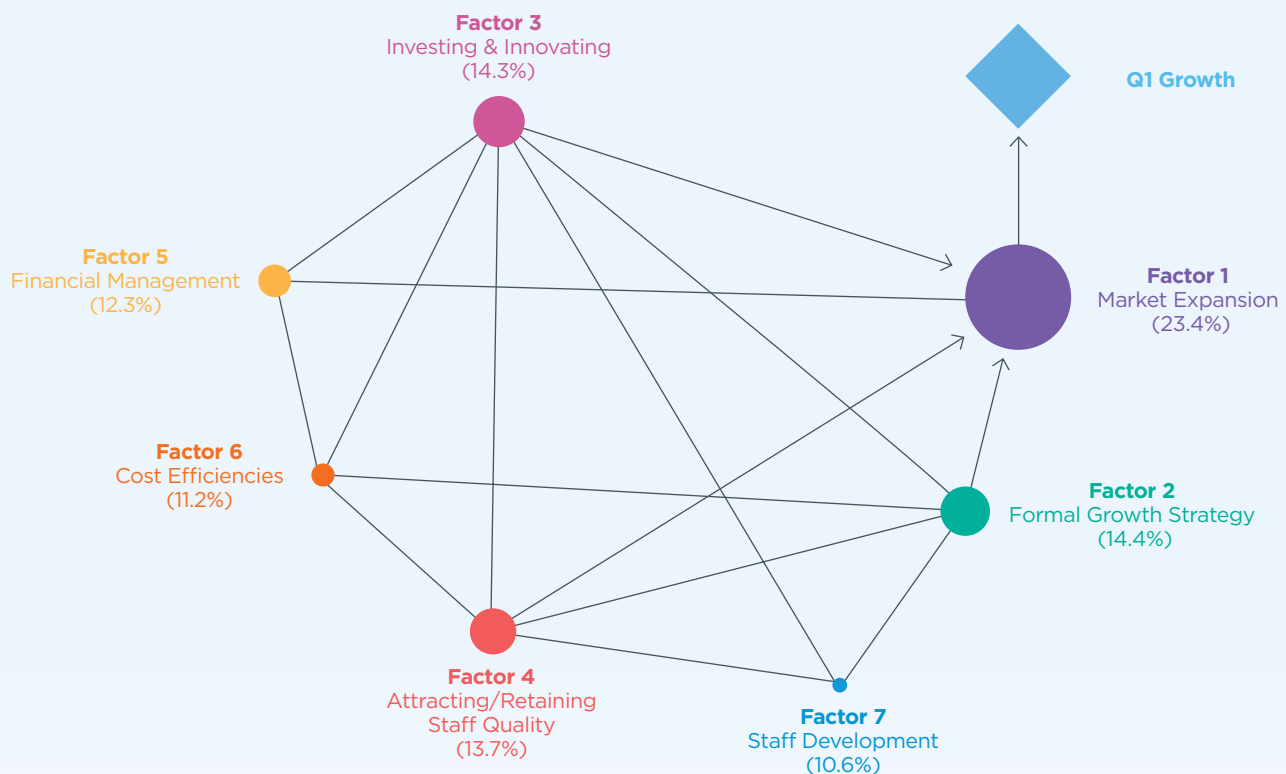 Factor 3
Investing & Innovating
(14.3%)
Q1 Growth
Factor 5
Financial Management
(12.3%)
Factor 1
Market Expansion
(23.4%)
Factor 6
Cost Efficiencies
(11.2%)
Factor 2
Formal Growth Strategy
(14.4%)
Factor 4
Attracting/Retaining
Staff Quality
(13.7%)
Factor 7
Staff Development
(10.6%)